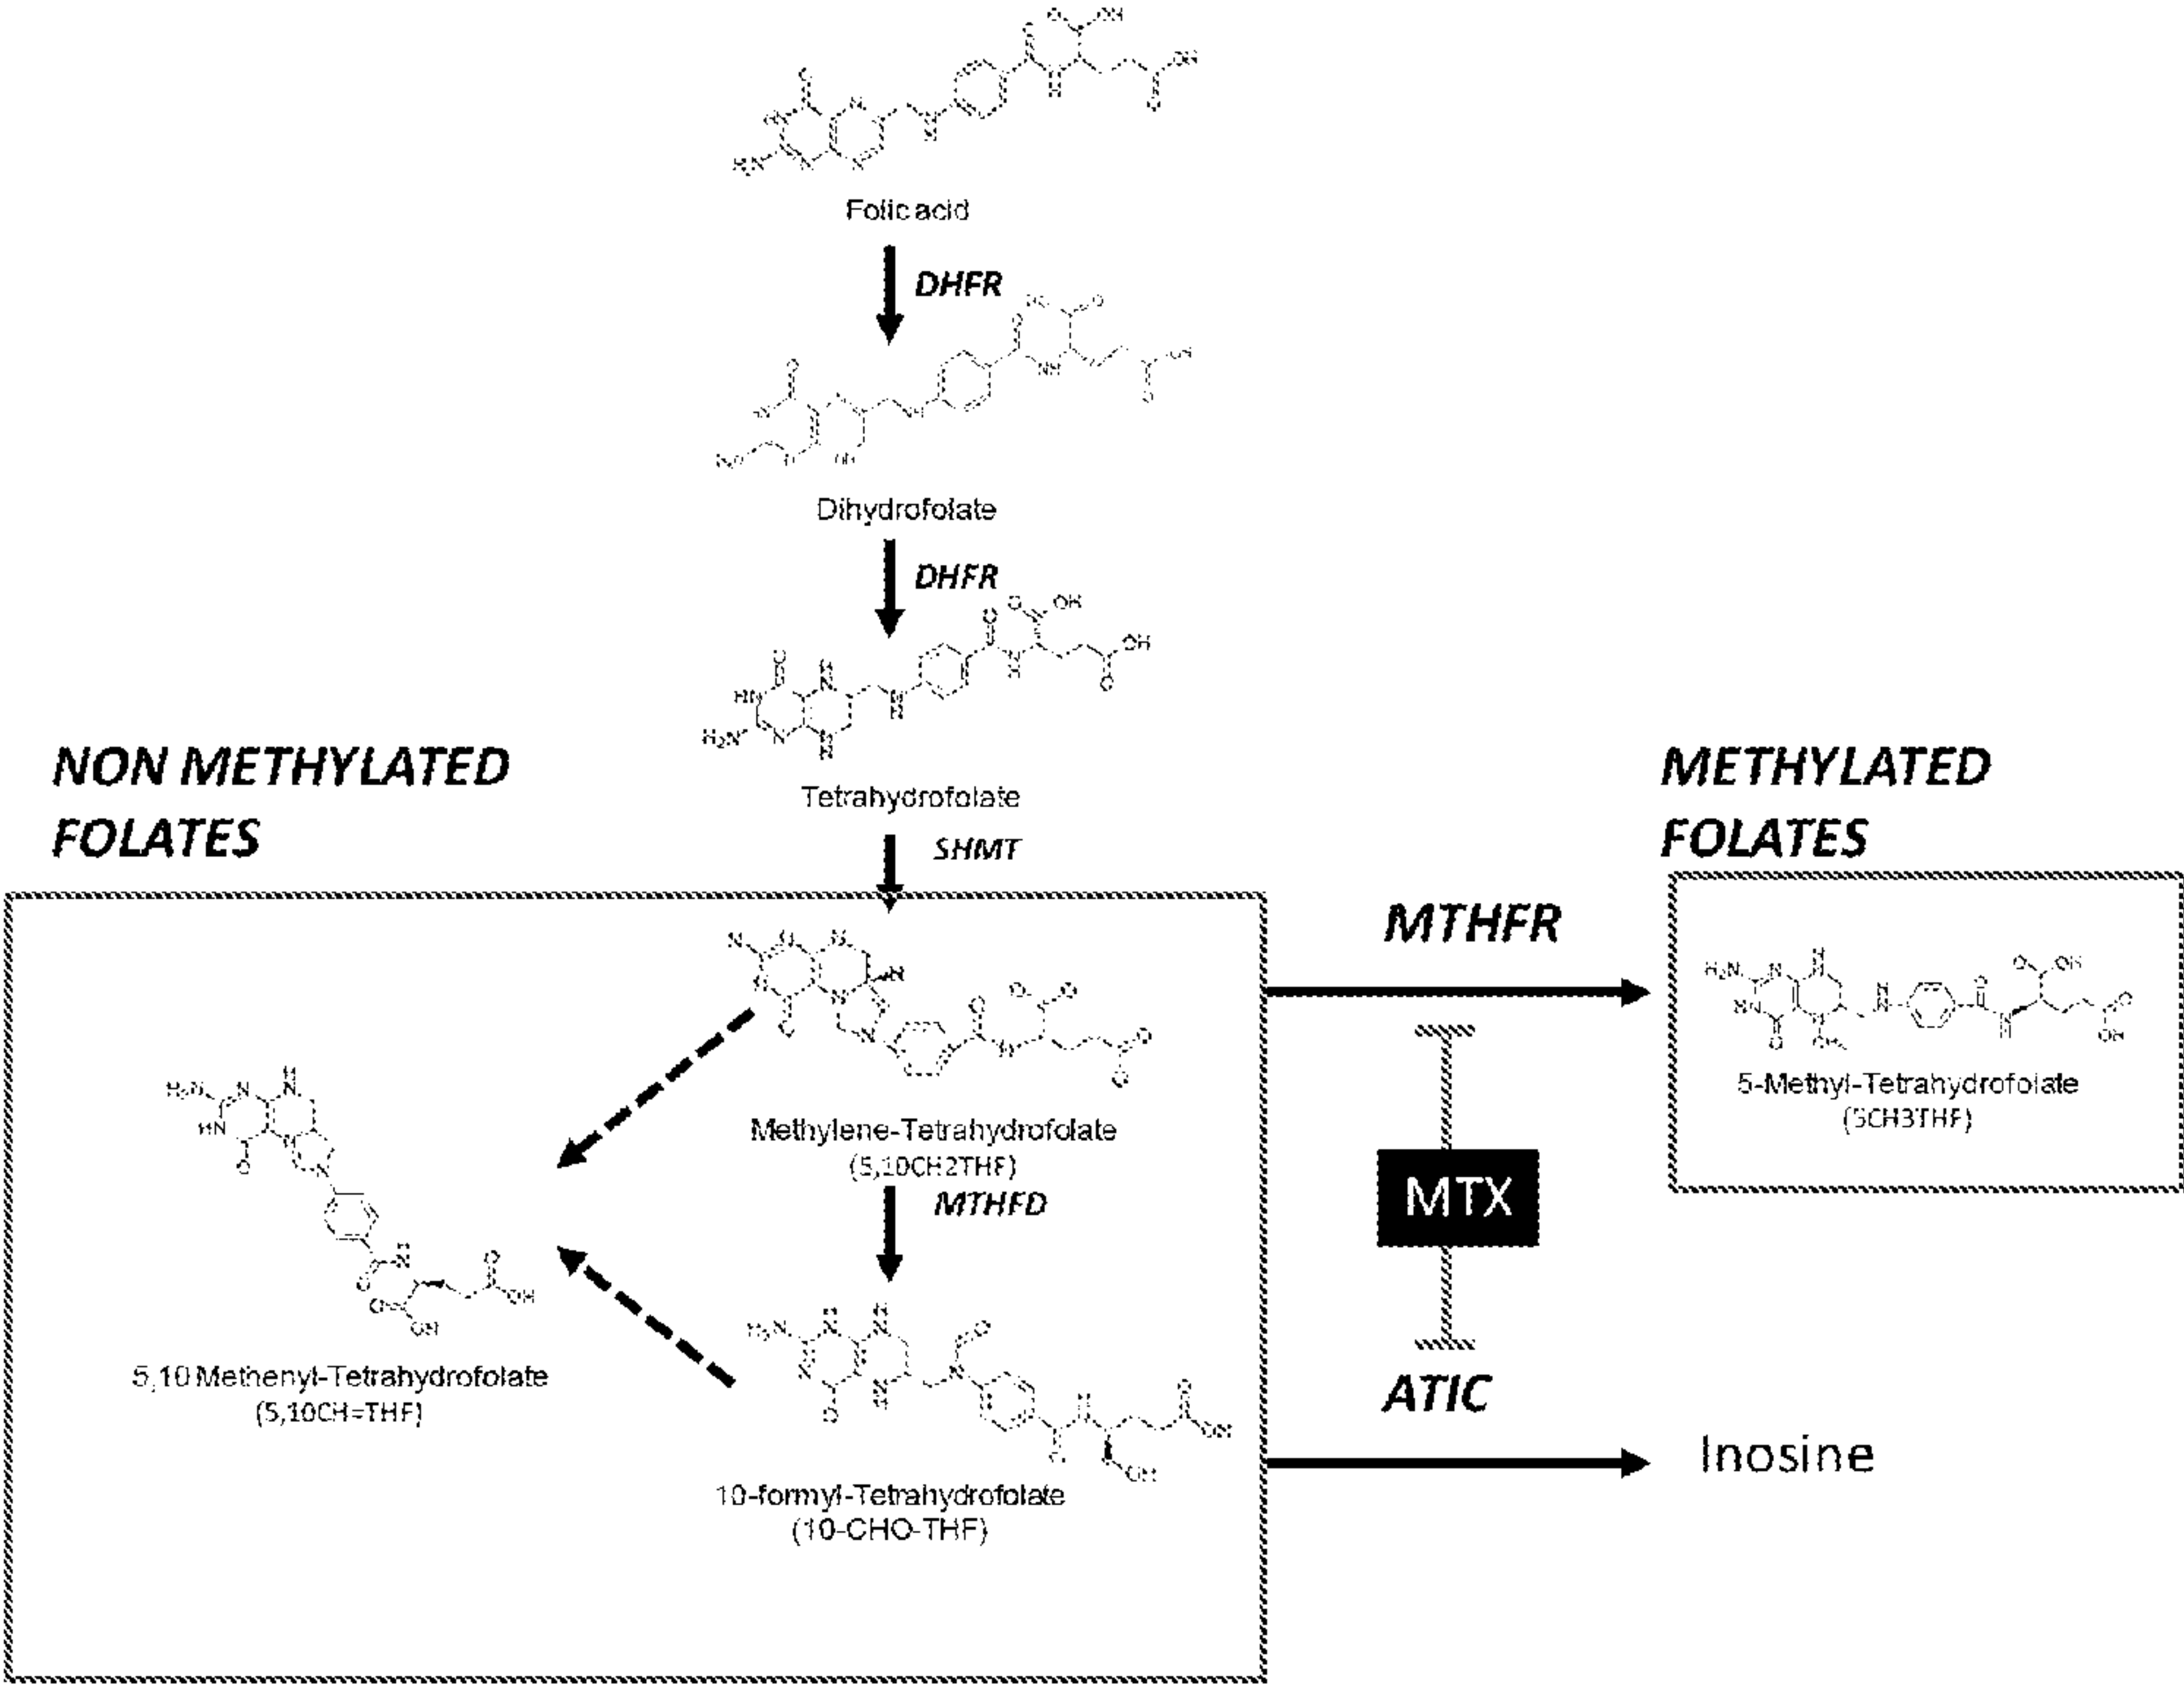 Folic acid
DHFR
Dihydrofolate
DHFR
Tetrahydrofolate
SHMT
NON METHYLATED
FOLATES
METHYLATED
FOLATES
MTHFR
Methylene-Tetrahydrofolate
(5,10CH2THF)
MTHFD
5-Methyl-Tetrahydrofolate
(5CH3THF)
MTX
ATIC
5,10 Methenyl-Tetrahydrofolate
(5,10CH=THF)
10-formyl-Tetrahydrofolate
(10-CHO-THF)
Inosine